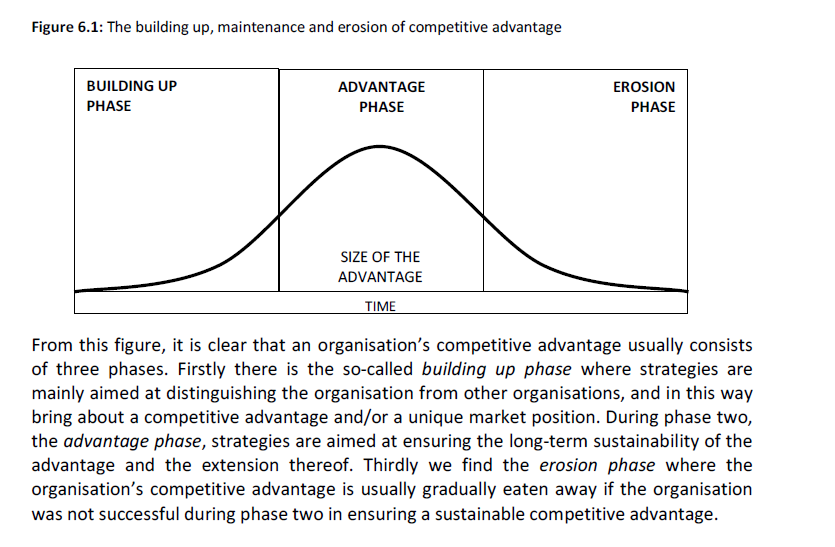 Figure 6.1: The building up, maintenance and erosion of competitive advantage
BUILDING UP
PHASE
ADVANTAGE
PHASE
EROSION
PHASE
SIZE OF THE
ADVANTAGE
TIME
From this figure, it is clear that an organisation’s competitive advantage usually consists
of three phases. Firstly there is the so-called building up phase where strategies are
mainly aimed at distinguishing the organisation from other organisations, and in this way
bring about a competitive advantage and/or a unique market position. During phase two,
the advantage phase, strategies are aimed at ensuring the long-term sustainability of the
advantage and the extension thereof. Thirdly we find the erosion phase where the
organisation’s competitive advantage is usually gradually eaten away if the organisation
was not successful during phase two in ensuring a sustainable competitive advantage.